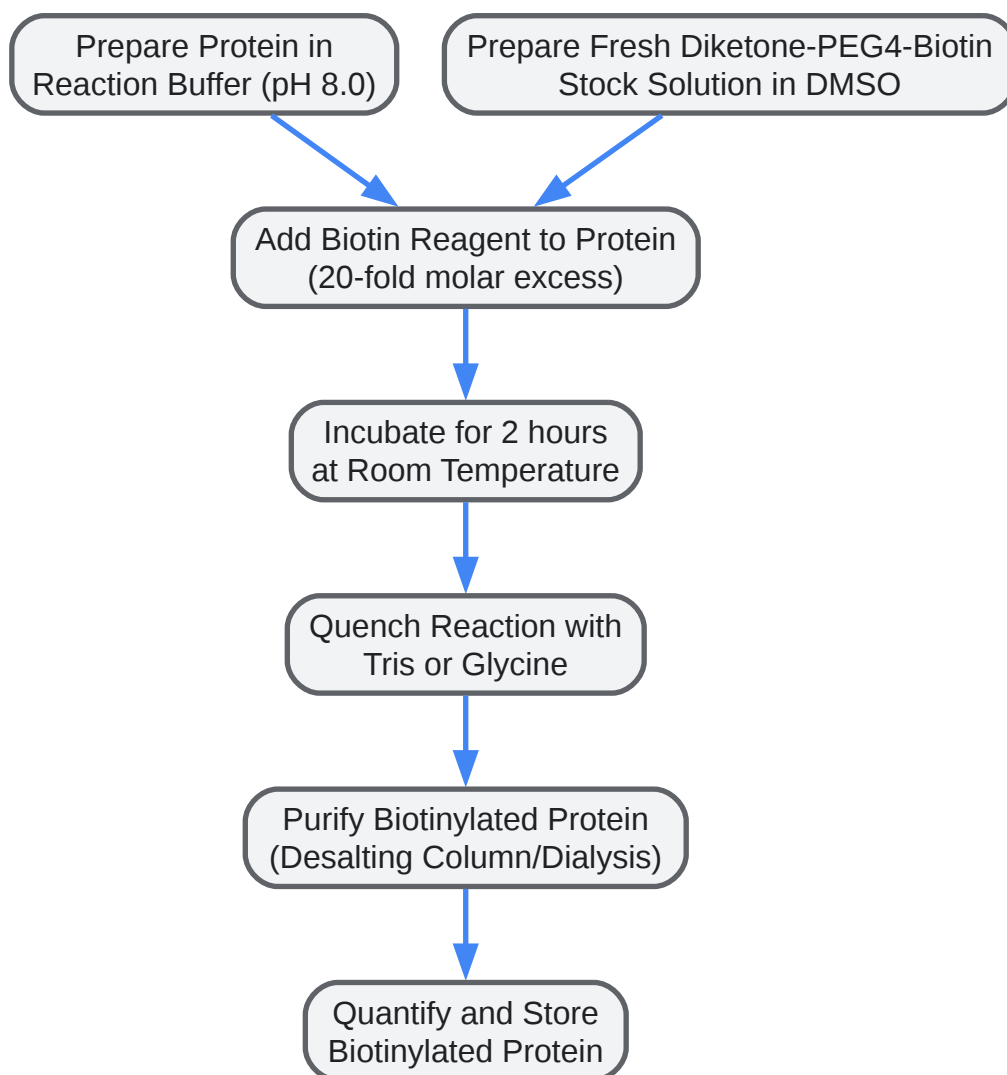 Prepare Protein in
Reaction Buffer (pH 8.0)
Prepare Fresh Diketone-PEG4-Biotin
Stock Solution in DMSO
Add Biotin Reagent to Protein
(20-fold molar excess)
Incubate for 2 hours
at Room Temperature
Quench Reaction with
Tris or Glycine
Purify Biotinylated Protein
(Desalting Column/Dialysis)
Quantify and Store
Biotinylated Protein